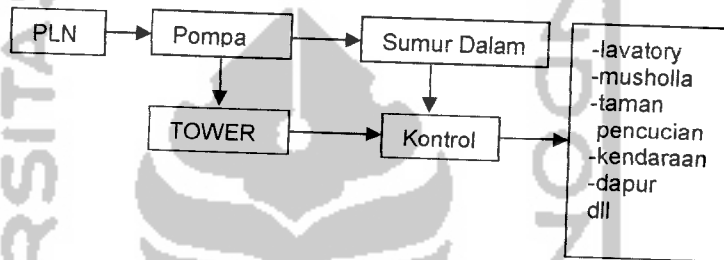 PLN
Pompa
Sumur Dalam
TOWER
Kontrol
-lavatory
-musholla
-taman
pencucian
-kendaraan
-dapur
dll